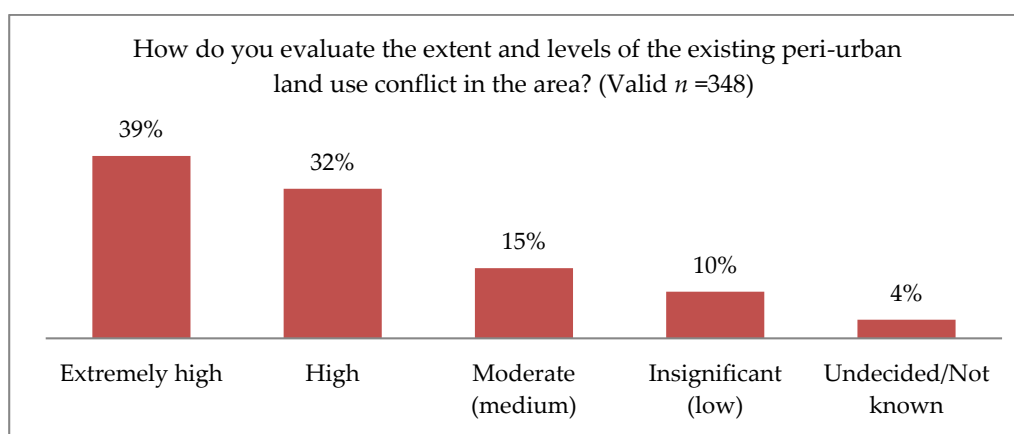 How do you evaluate the extent and levels of the existing peri-urban
land use conflict in the area? (Valid n =348)
39%
32%
15%
10%
4%
Extremely high
High
Moderate
(medium)
Insignificant
(low)
Undecided/Not
known